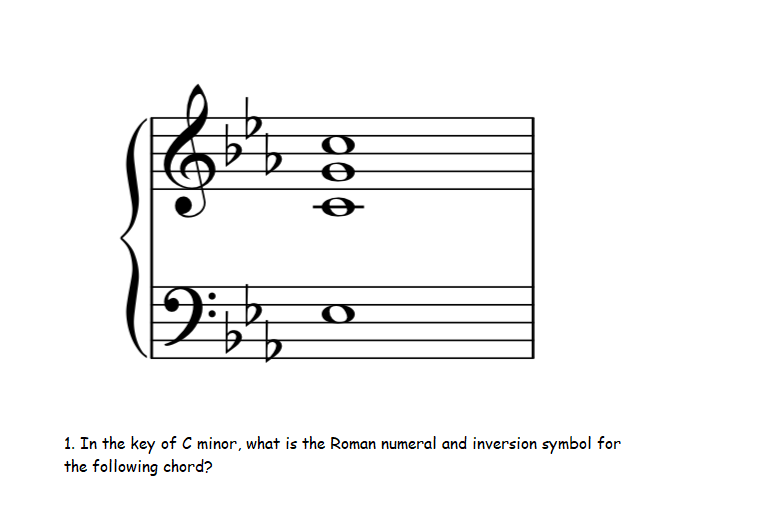 1. In the key of C minor, what is the Roman numeral and inversion symbol for
the following chord?